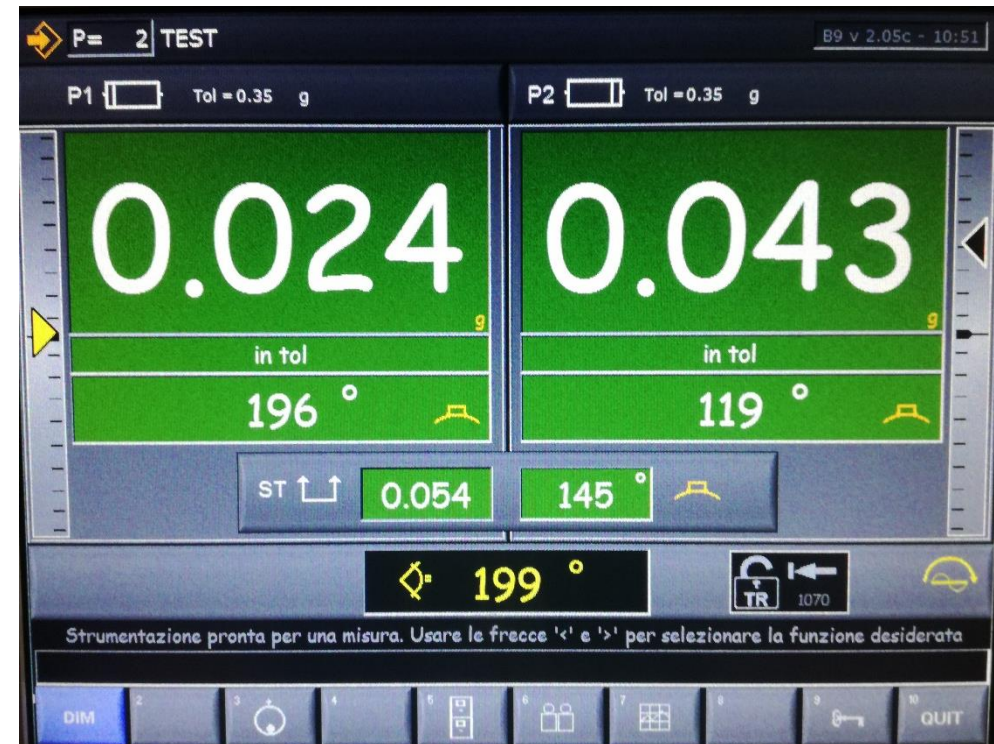 P= 2 TEST
B9 v 2.05c - 10:51
P1 Tol =0.35 g
P2 Tol =0.35 g
0.024 g
0.043 g
in tol
in tol
196 °
119 °
ST 0.054 145 °
199 °
TR 1070
Strumentazione pronta per una misura. Usare le frecce '<' e '>' per selezionare la funzione desiderata
DIM 2 3 4 5 6 7 8 9 10 QUIT